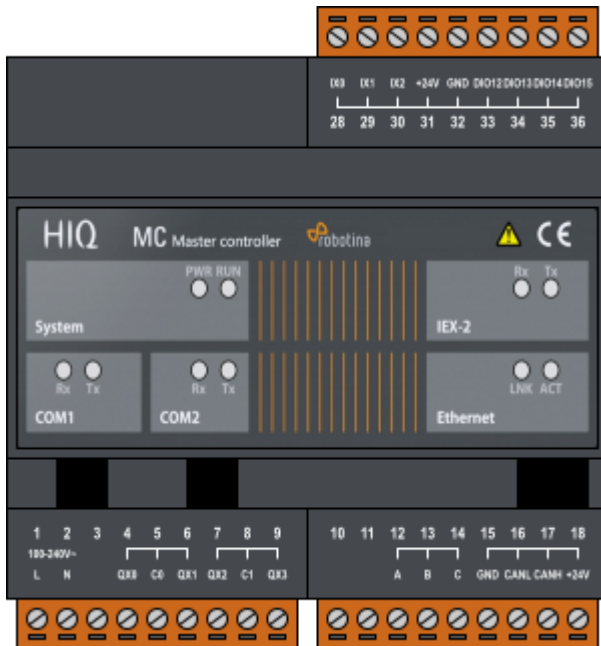 IX0 IX1 IX2 +24V GND DIO12 DIO13 DIO14 DIO15
28 29 30 31 32 33 34 35 36
HIQ MC Master controller robotina CE
PWR RUN Rx Tx
System IEX-2
Rx Tx Rx Tx LNK ACT
COM1 COM2 Ethernet
1 2 3 4 5 6 7 8 9 10 11 12 13 14 15 16 17 18
100-240V~
L N QX0 C0 QX1 QX2 C1 QX3 A B C GND CANL CANH +24V